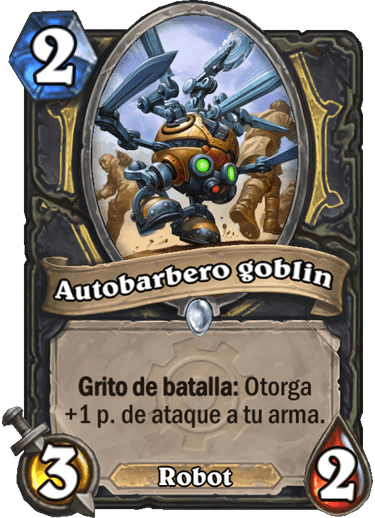 2
Autobarbero goblin
Grito de batalla: Otorga
+1 p. de ataque a tu arma.
3
Robot
2